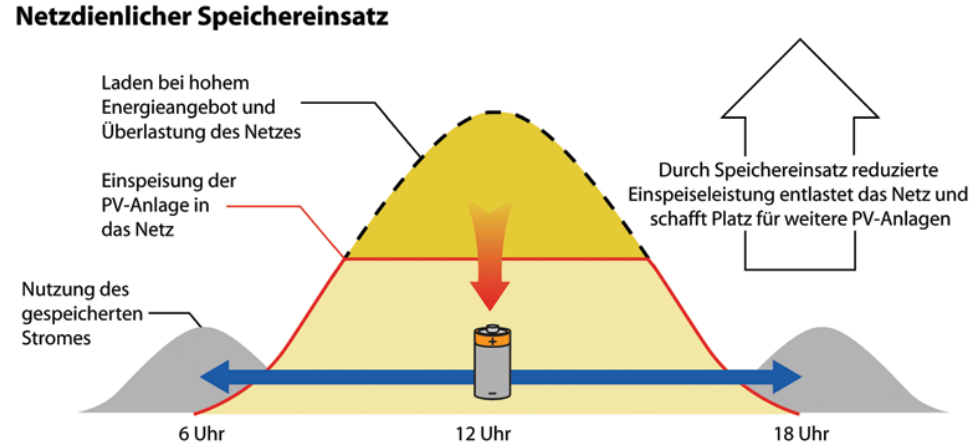 Netzdienlicher Speichereinsatz
Laden bei hohem
Energieangebot und
Überlastung des Netzes
Einspeisung der
PV-Anlage in
das Netz
Nutzung des
gespeicherten
Stromes
Durch Speichereinsatz reduzierte
Einspeiseleistung entlastet das Netz und
schafft Platz für weitere PV-Anlagen
+
-
6 Uhr
12 Uhr
18 Uhr